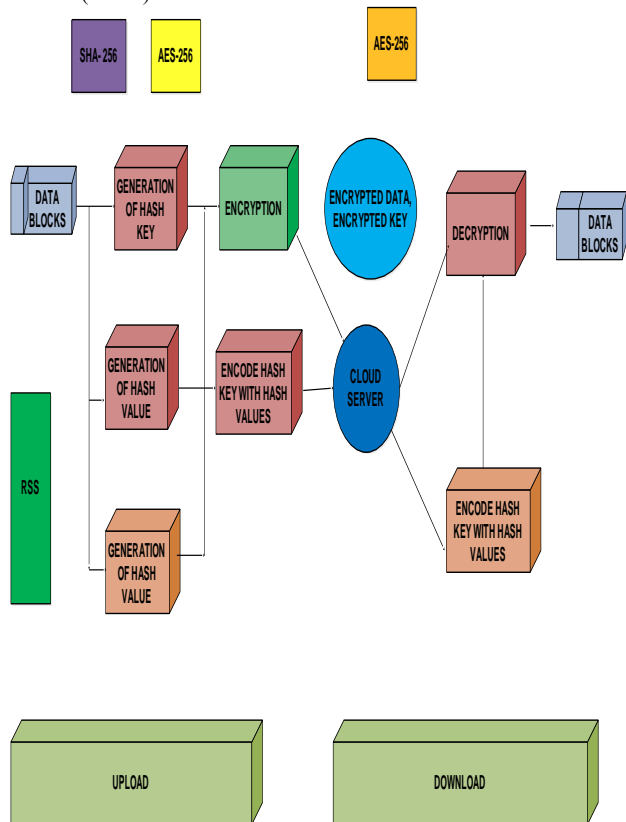 SHA- 256
AES-256
AES-256
DATA
BLOCKS
GENERATION
OF HASH
KEY
ENCRYPTION
ENCRYPTED DATA,
ENCRYPTED KEY
DECRYPTION
DATA
BLOCKS
GENERATION
OF HASH
VALUE
ENCODE HASH
KEY WITH HASH
VALUES
CLOUD
SERVER
RSS
GENERATION
OF HASH
VALUE
ENCODE HASH
KEY WITH HASH
VALUES
UPLOAD
DOWNLOAD